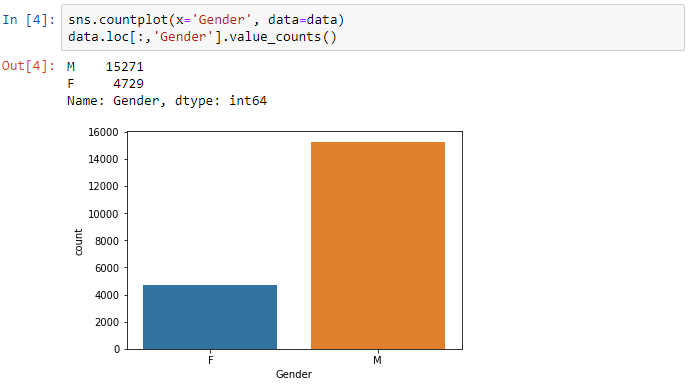 In [4]: sns.countplot(x='Gender', data=data)
data.loc[:,'Gender'].value_counts()
Out[4]: M    15271
F     4729
Name: Gender, dtype: int64
16000
14000
12000
10000
8000
6000
4000
2000
0
count
F M
Gender